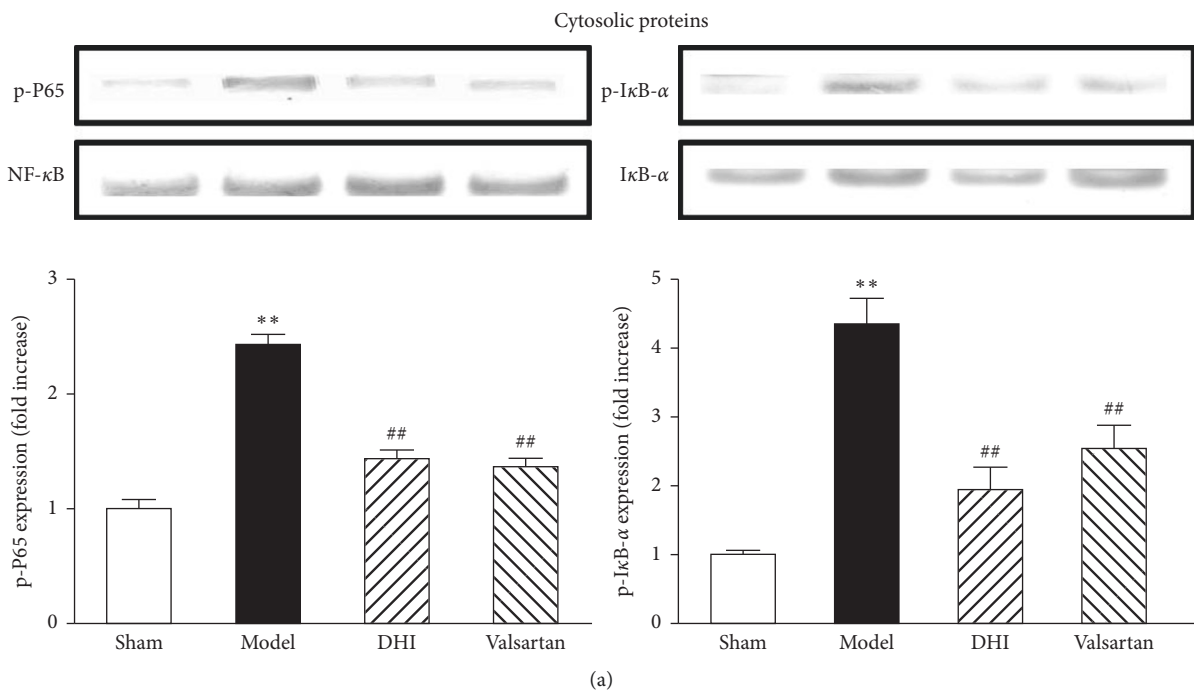 Cytosolic proteins
p-P65
NF-κB
p-IκB-α
IκB-α
p-P65 expression (fold increase)
3
2
1
0
**
##
##
Sham Model DHI Valsartan
p-IκB-α expression (fold increase)
5
4
3
2
1
0
**
##
##
Sham Model DHI Valsartan
(a)